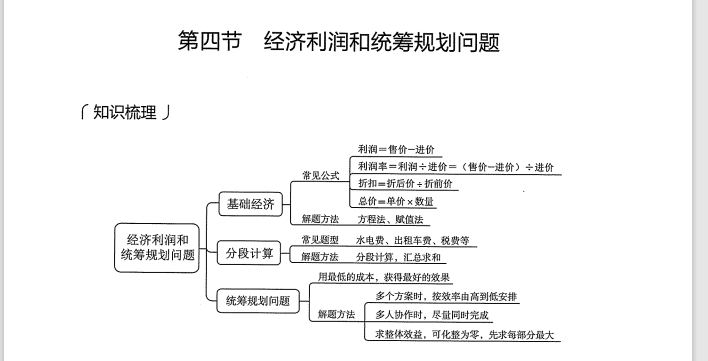 第四节　经济利润和统筹规划问题
知识梳理
经济利润和
统筹规划问题
基础经济
常见公式
利润＝售价－进价
利润率＝利润÷进价＝（售价－进价）÷进价
折扣＝折后价÷折前价
总价＝单价×数量
解题方法　方程法、赋值法
分段计算
常见题型　水电费、出租车费、税费等
解题方法　分段计算，汇总求和
统筹规划问题
用最低的成本，获得最好的效果
解题方法
多个方案时，按效率由高到低安排
多人协作时，尽量同时完成
求整体效益，可化整为零，先求每部分最大